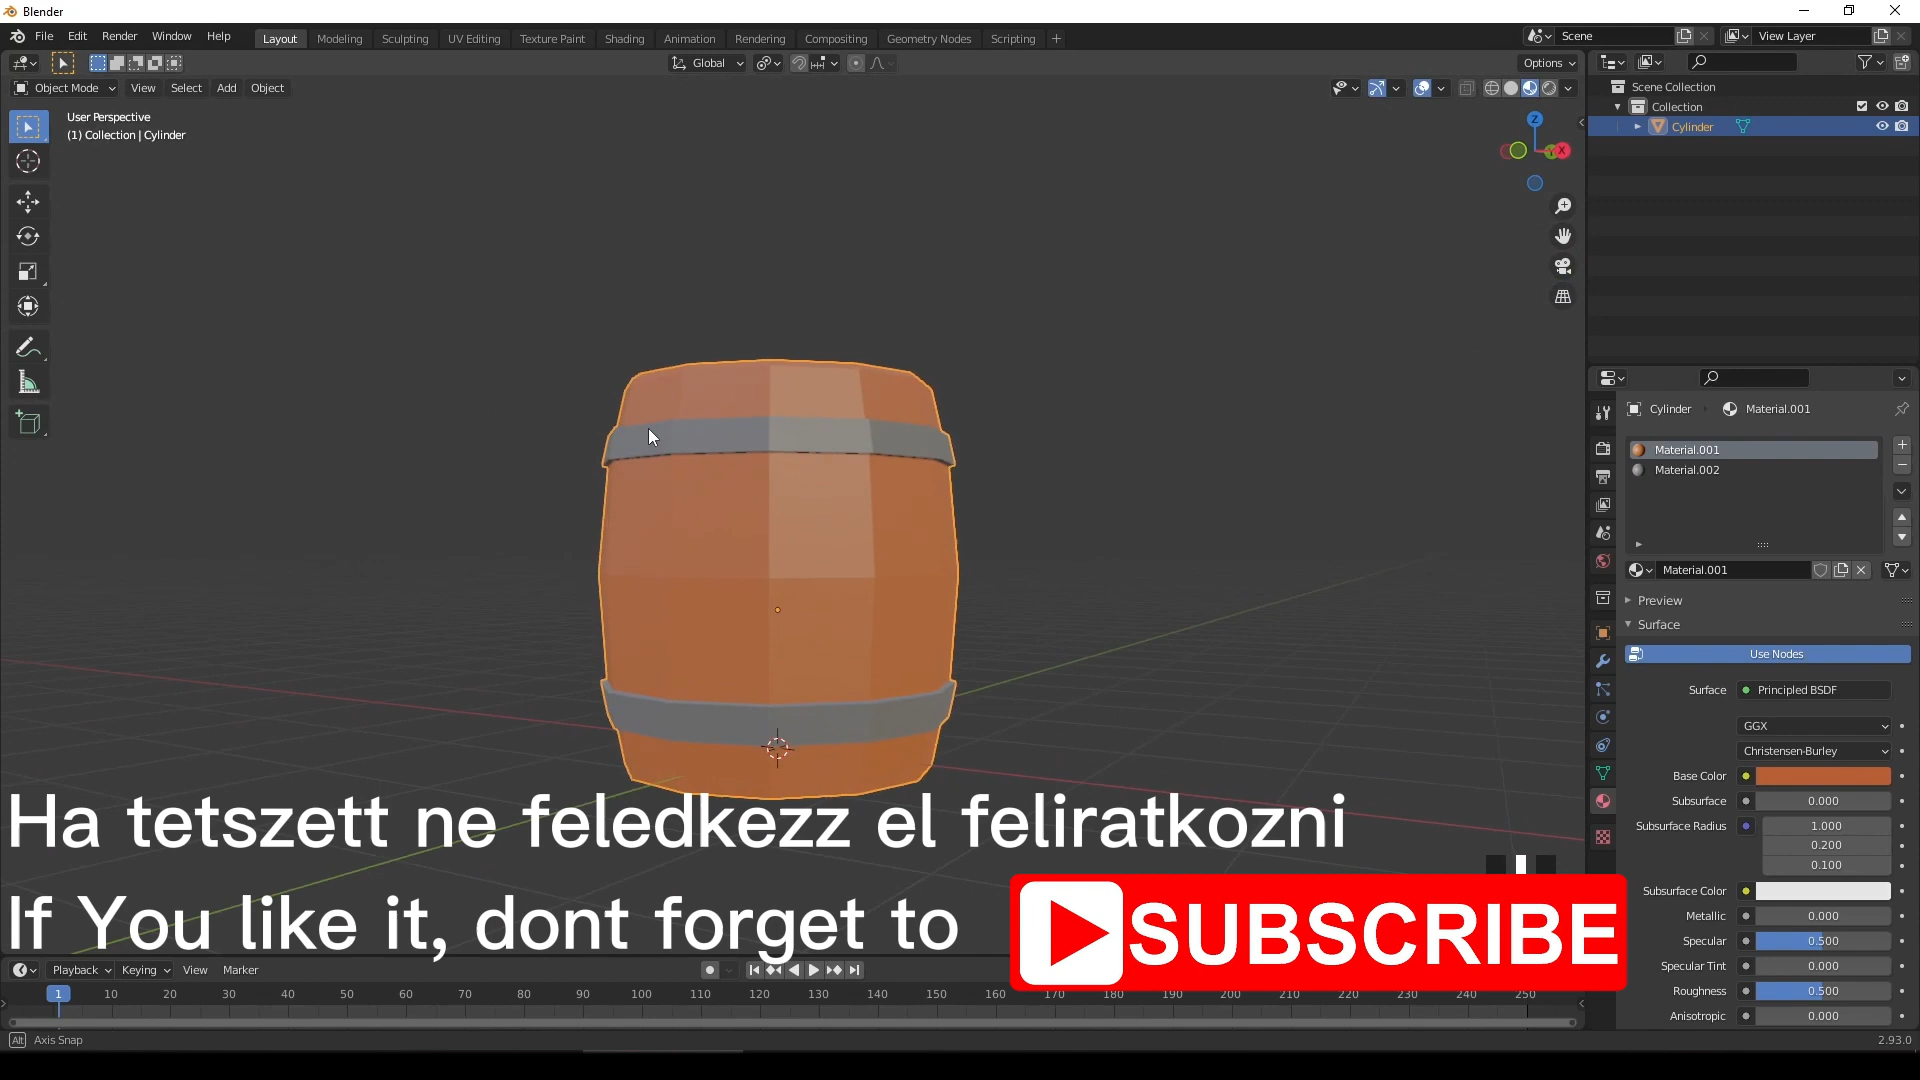 Blender
File Edit Render Window Help Layout Modeling Sculpting UV Editing Texture Paint Shading Animation Rendering Compositing Geometry Nodes Scripting + Scene View Layer
Global Options
Object Mode View Select Add Object
User Perspective
(1) Collection | Cylinder
Z
Y X
Scene Collection
Collection
Cylinder
Cylinder Material.001
Material.001
Material.002
Material.001
Preview
Surface
Use Nodes
Surface Principled BSDF
GGX
Christensen-Burley
Base Color
Subsurface 0.000
Subsurface Radius 1.000
0.200
0.100
Subsurface Color
Metallic 0.000
Specular 0.500
Specular Tint 0.000
Roughness 0.500
Anisotropic 0.000
Ha tetszett ne feledkezz el feliratkozni
If You like it, dont forget to SUBSCRIBE
Playback Keying View Marker
1 10 20 30 40 50 60 70 80 90 100 110 120 130 140 150 160 170 180 190 200 210 220 230 240 250
Alt Axis Snap 2.93.0